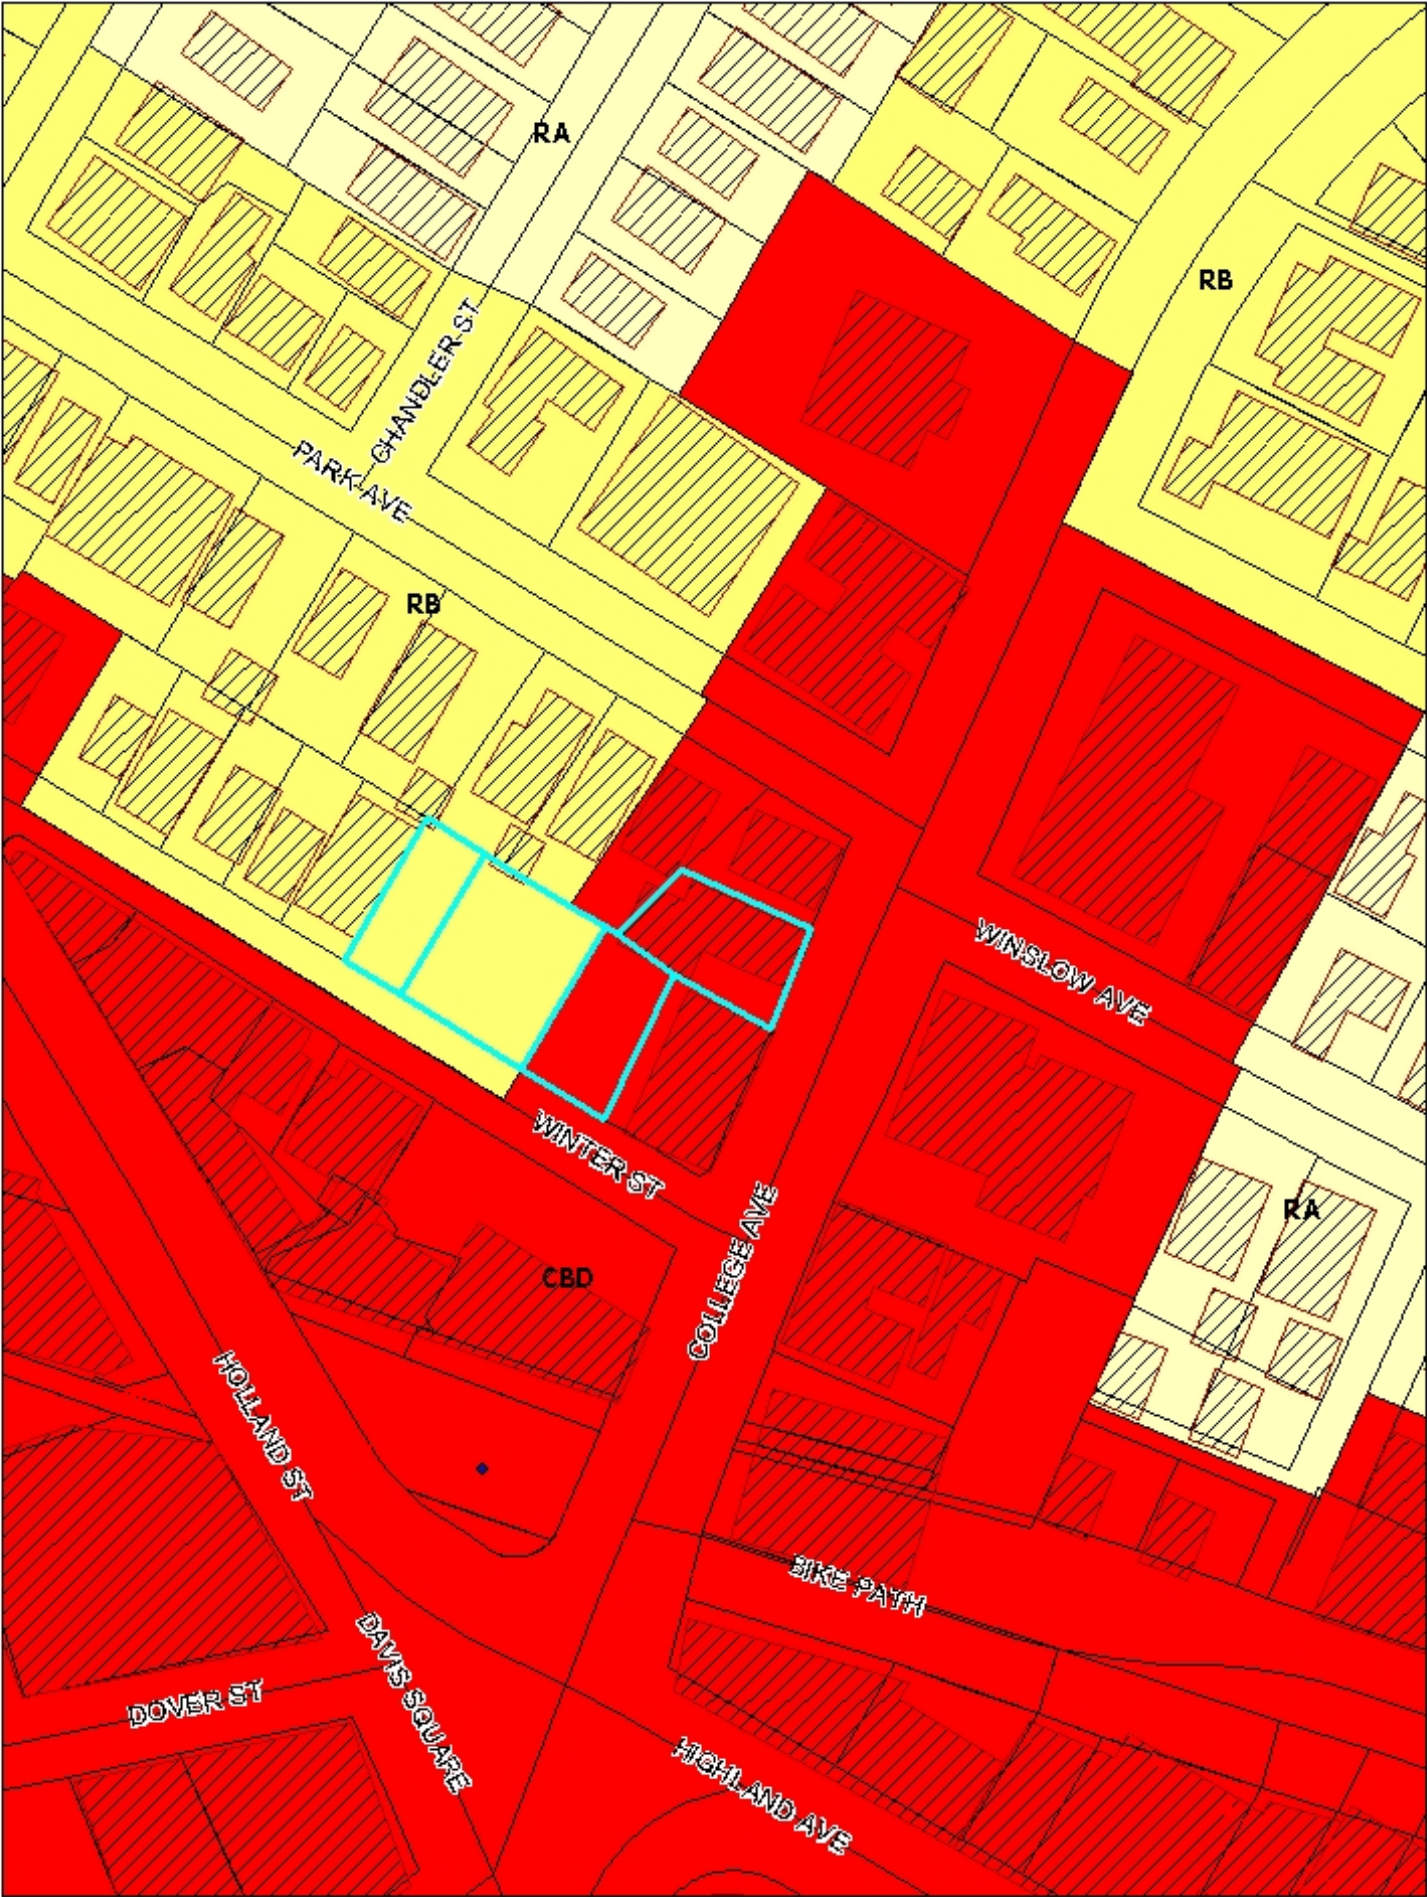 RA
RB
CHANDLER ST
PARK AVE
RB
WINSLOW AVE
WINTER ST
RA
COLLEGE AVE
CBD
HOLLAND ST
BIKE PATH
DAVIS SQUARE
DOVER ST
HIGHLAND AVE